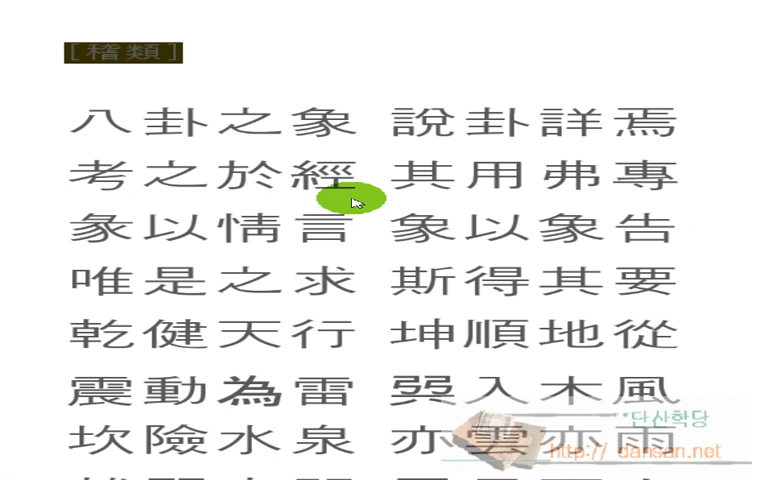 [稽類]
八卦之象 說卦詳焉
考之於經 其用弗專
彖以情言 象以象告
唯是之求 斯得其要
乾健天行 坤順地從
震動為雷 巽入木風
坎險水泉 亦雲亦雨
단산학당
http://dansan.net